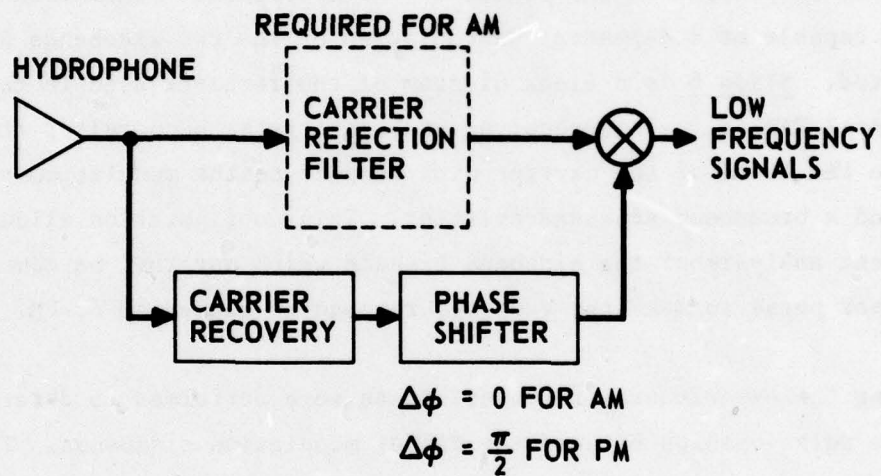 REQUIRED FOR AM
HYDROPHONE
CARRIER
REJECTION
FILTER
LOW
FREQUENCY
SIGNALS
CARRIER
RECOVERY
PHASE
SHIFTER
Δϕ = 0 FOR AM
Δϕ = π/2 FOR PM